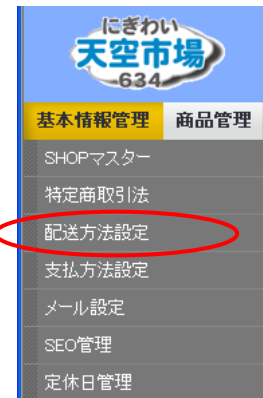 にぎわい
天空市場
634
基本情報管理 商品管理
SHOPマスター
特定商取引法
配送方法設定
支払方法設定
メール設定
SEO管理
定休日管理